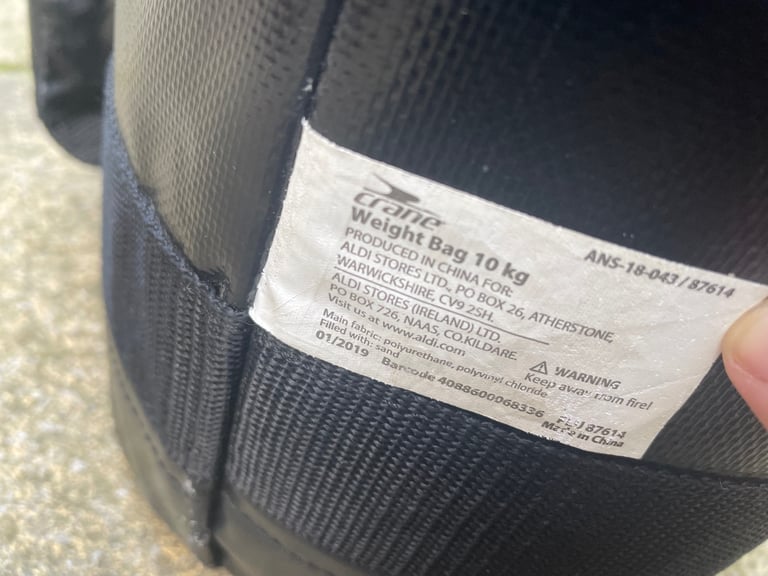 crane
Weight Bag 10 kg
ANS-18-043 / 87614
PRODUCED IN CHINA FOR:
ALDI STORES LTD., PO BOX 26, ATHERSTONE,
WARWICKSHIRE, CV9 2SH.
ALDI STORES (IRELAND) LTD.
PO BOX 726, NAAS, CO.KILDARE.
Visit us at www.aldi.com
Main fabric: polyurethane, polyvinyl chloride
Filled with: sand
01/2019 Barcode 4088600068336
WARNING
Keep away from fire!
87614
Made in China